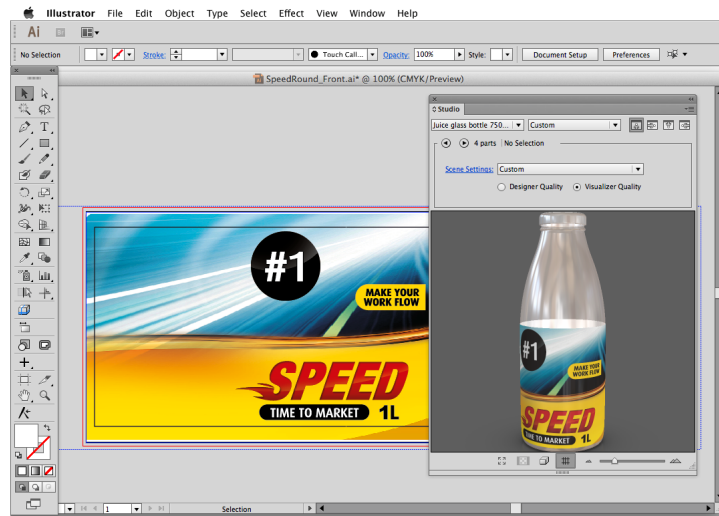 Illustrator File Edit Object Type Select Effect View Window Help
Ai
No Selection Stroke: Touch Call... Opacity: 100% Style: Document Setup Preferences
SpeedRound_Front.ai* @ 100% (CMYK/Preview)
Studio
Juice glass bottle 750... Custom
4 parts No Selection
Scene Settings: Custom
Designer Quality Visualizer Quality
#1
MAKE YOUR
WORK FLOW
SPEED
TIME TO MARKET 1L
#1
MAKE YOUR
WORK FLOW
SPEED
TIME TO MARKET 1L
1 Selection